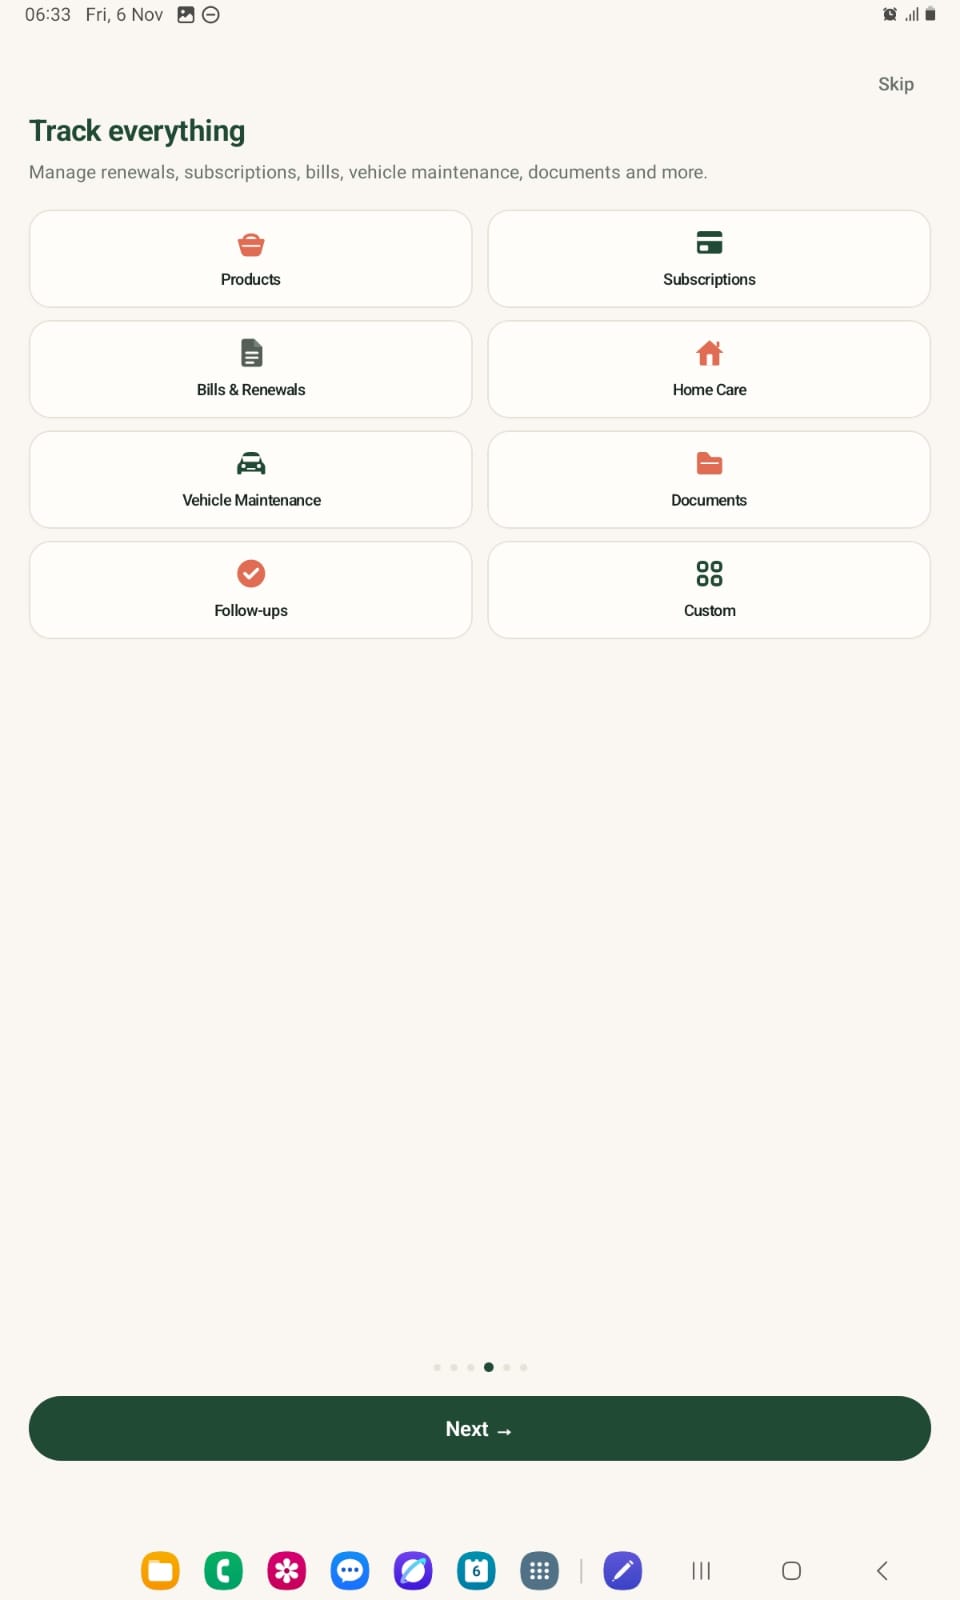 06:33 Fri, 6 Nov
Skip
Track everything
Manage renewals, subscriptions, bills, vehicle maintenance, documents and more.
Products
Subscriptions
Bills & Renewals
Home Care
Vehicle Maintenance
Documents
Follow-ups
Custom
Next →
6